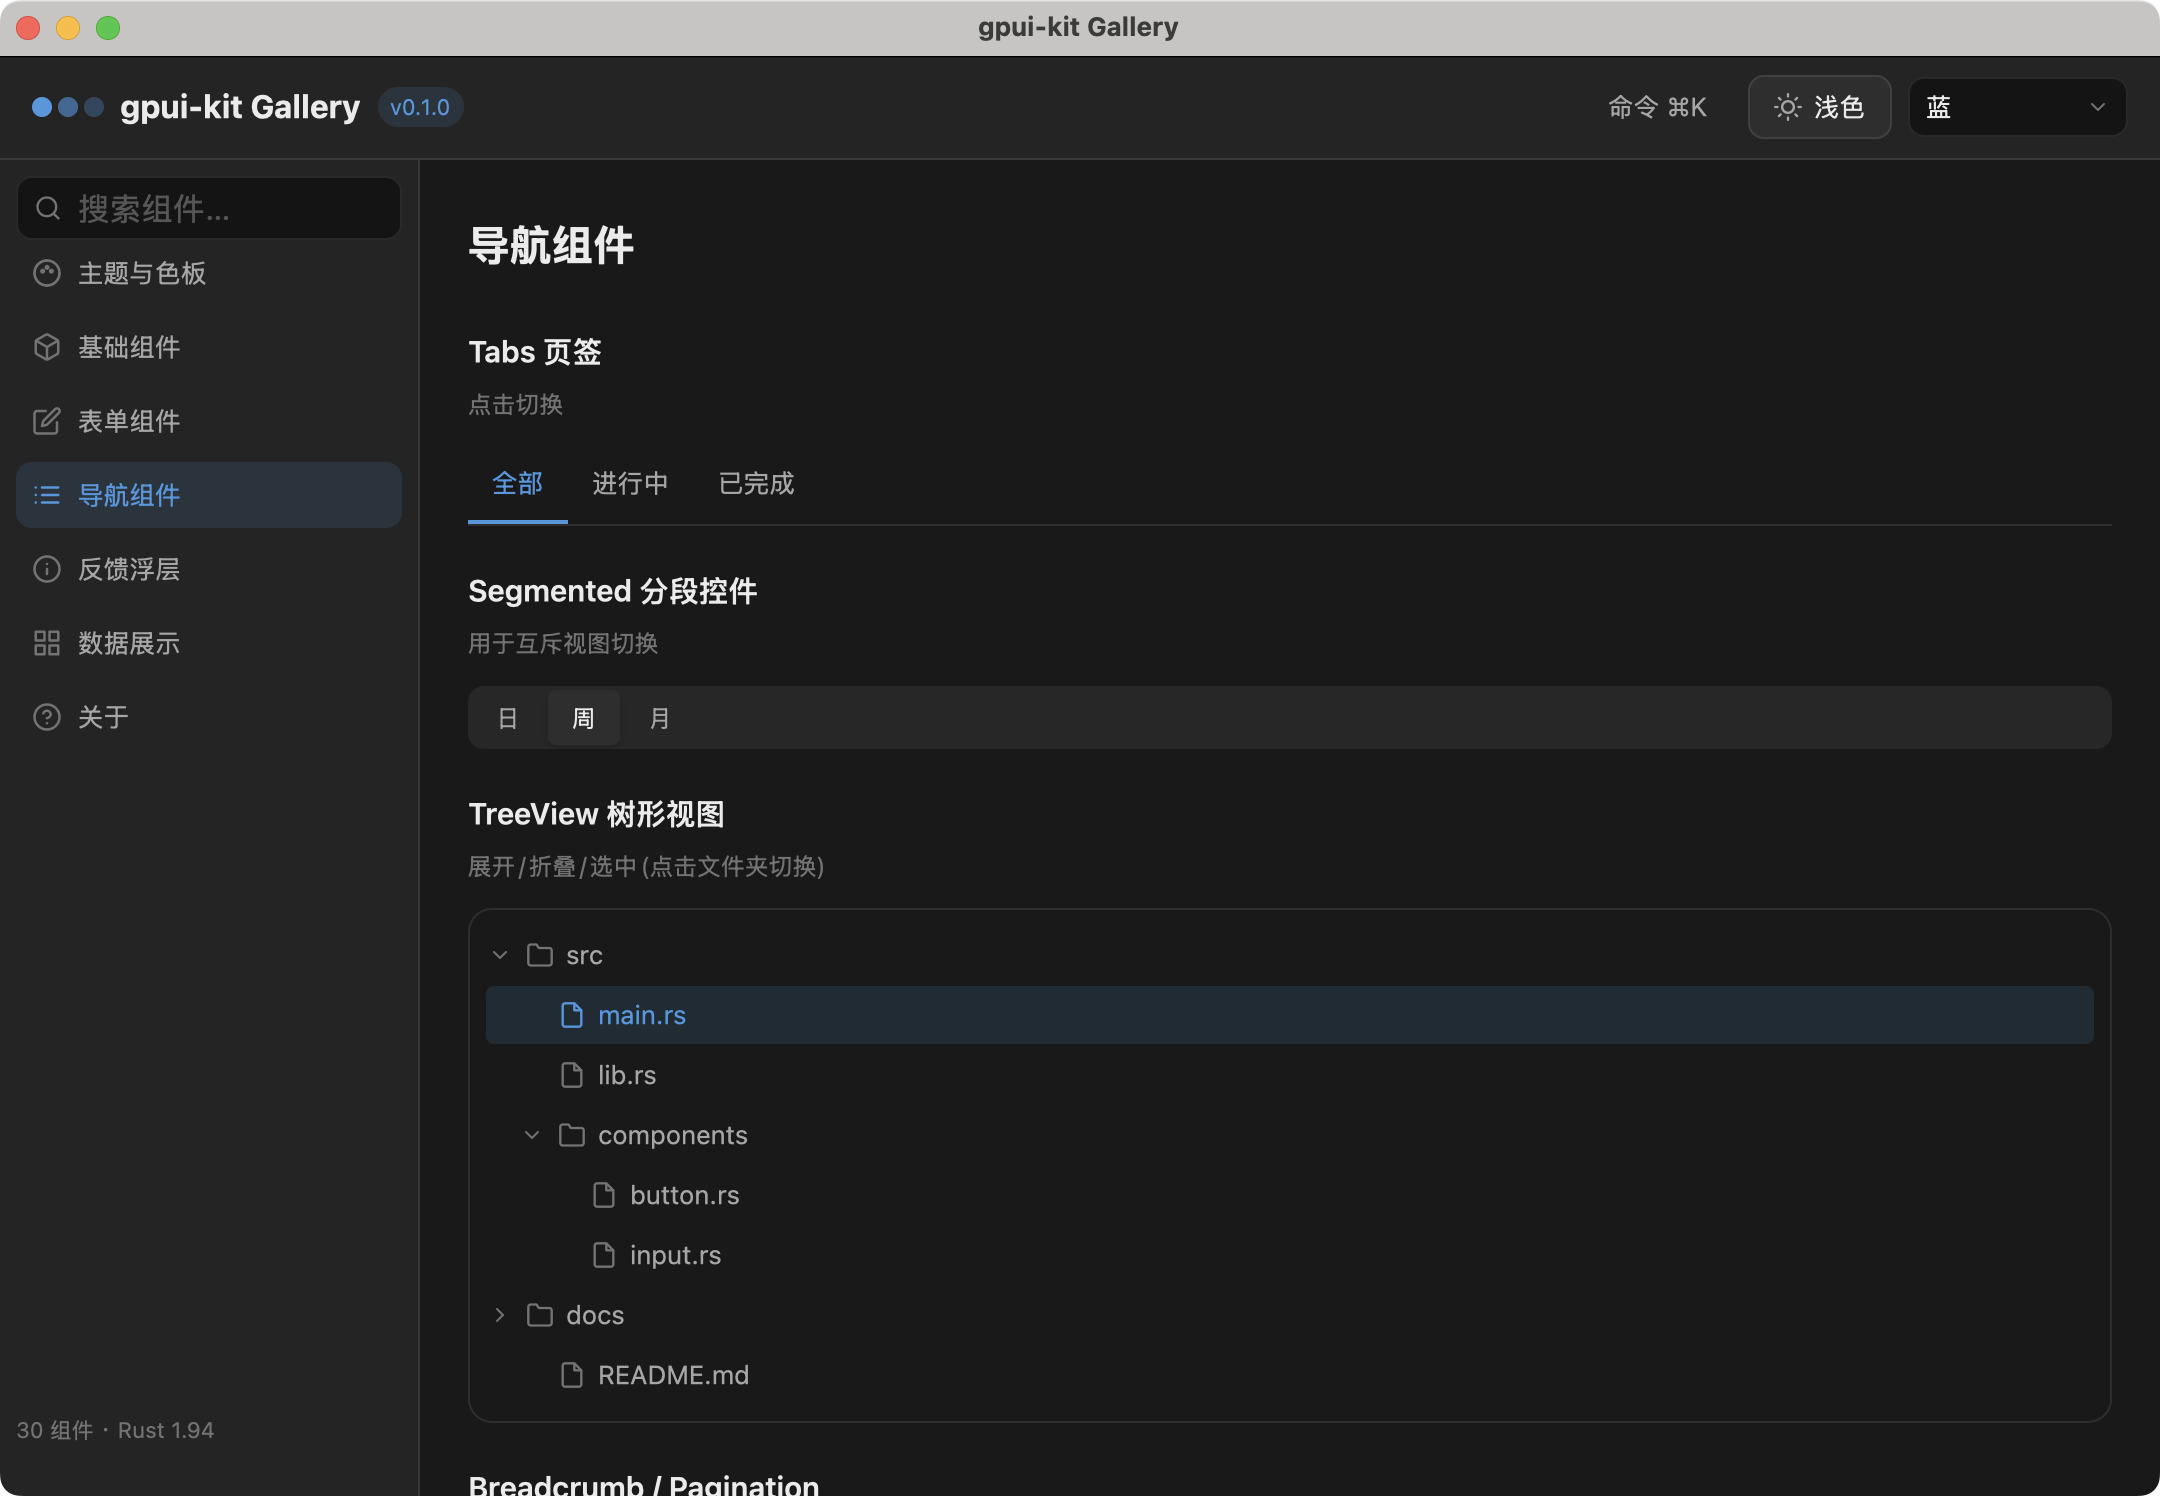 gpui-kit Gallery
gpui-kit Gallery v0.1.0
命令 ⌘K
浅色
蓝
搜索组件...
主题与色板
基础组件
表单组件
导航组件
反馈浮层
数据展示
关于
30 组件 · Rust 1.94
导航组件
Tabs 页签
点击切换
全部 进行中 已完成
Segmented 分段控件
用于互斥视图切换
日 周 月
TreeView 树形视图
展开/折叠/选中(点击文件夹切换)
src
main.rs
lib.rs
components
button.rs
input.rs
docs
README.md
Breadcrumb / Pagination